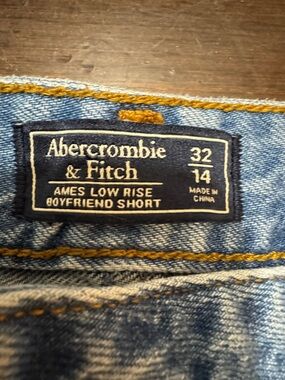 Abercrombie
& Fitch
AMES LOW RISE
BOYFRIEND SHORT
32
14
MADE IN
CHINA